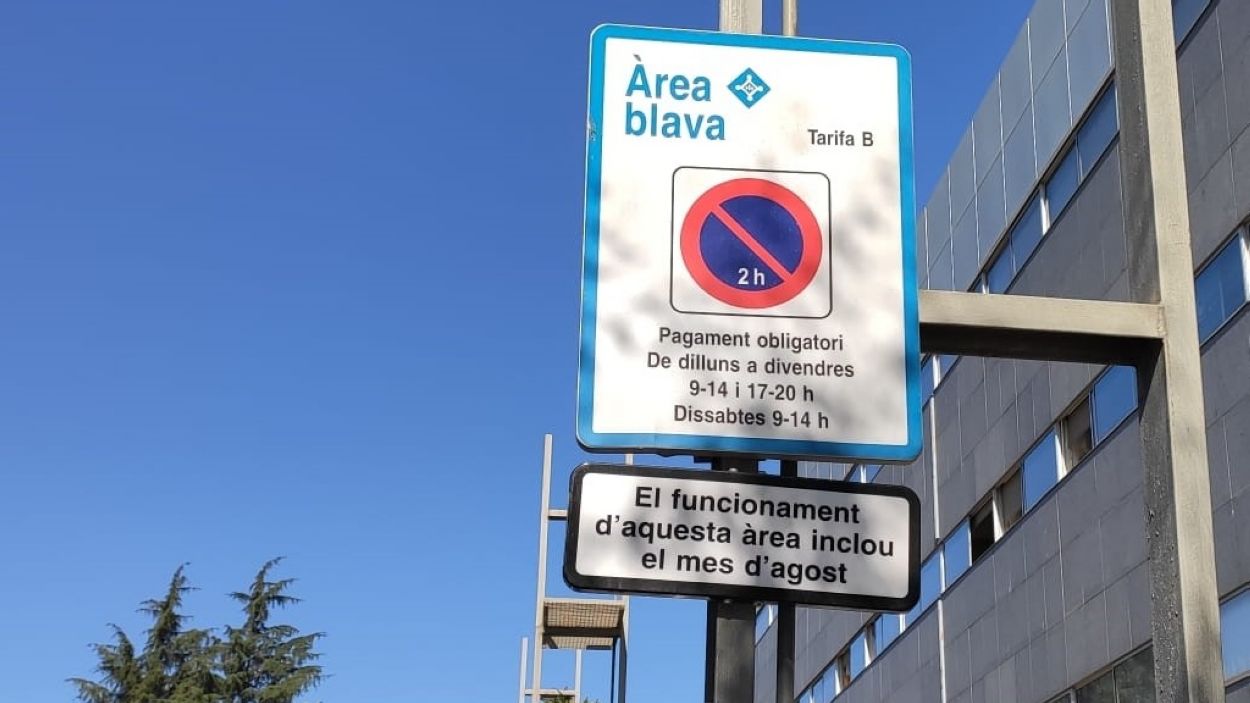 Àrea
blava
Tarifa B
2 h
Pagament obligatori
De dilluns a divendres
9-14 i 17-20 h
Dissabtes 9-14 h
El funcionament
d'aquesta àrea inclou
el mes d'agost